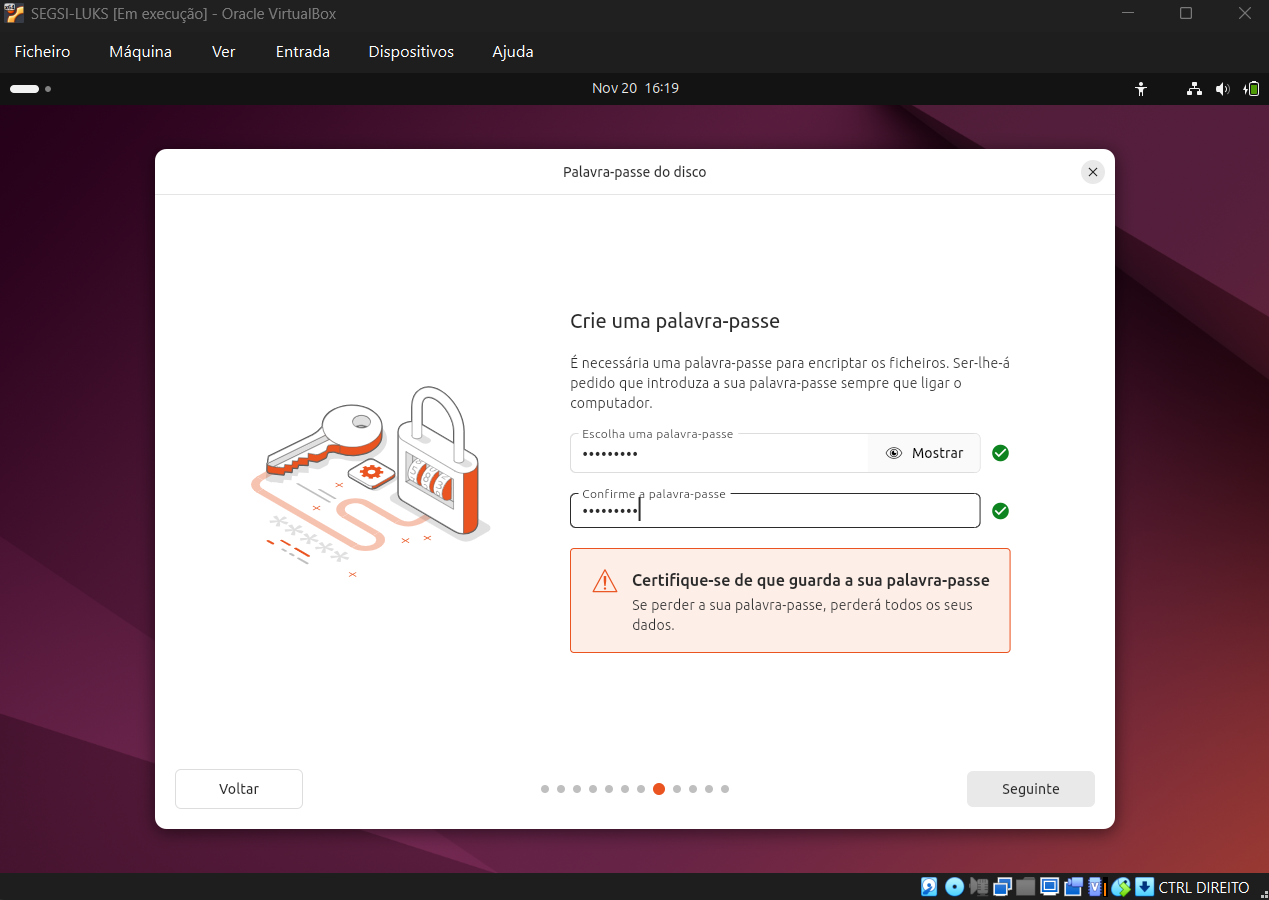 SEGSI-LUKS [Em execução] - Oracle VirtualBox
Ficheiro Máquina Ver Entrada Dispositivos Ajuda
Nov 20 16:19
Palavra-passe do disco
Crie uma palavra-passe
É necessária uma palavra-passe para encriptar os ficheiros. Ser-lhe-á
pedido que introduza a sua palavra-passe sempre que ligar o
computador.
Escolha uma palavra-passe
•••••••••
Mostrar
Confirme a palavra-passe
•••••••••
Certifique-se de que guarda a sua palavra-passe
Se perder a sua palavra-passe, perderá todos os seus
dados.
Voltar
Seguinte
CTRL DIREITO